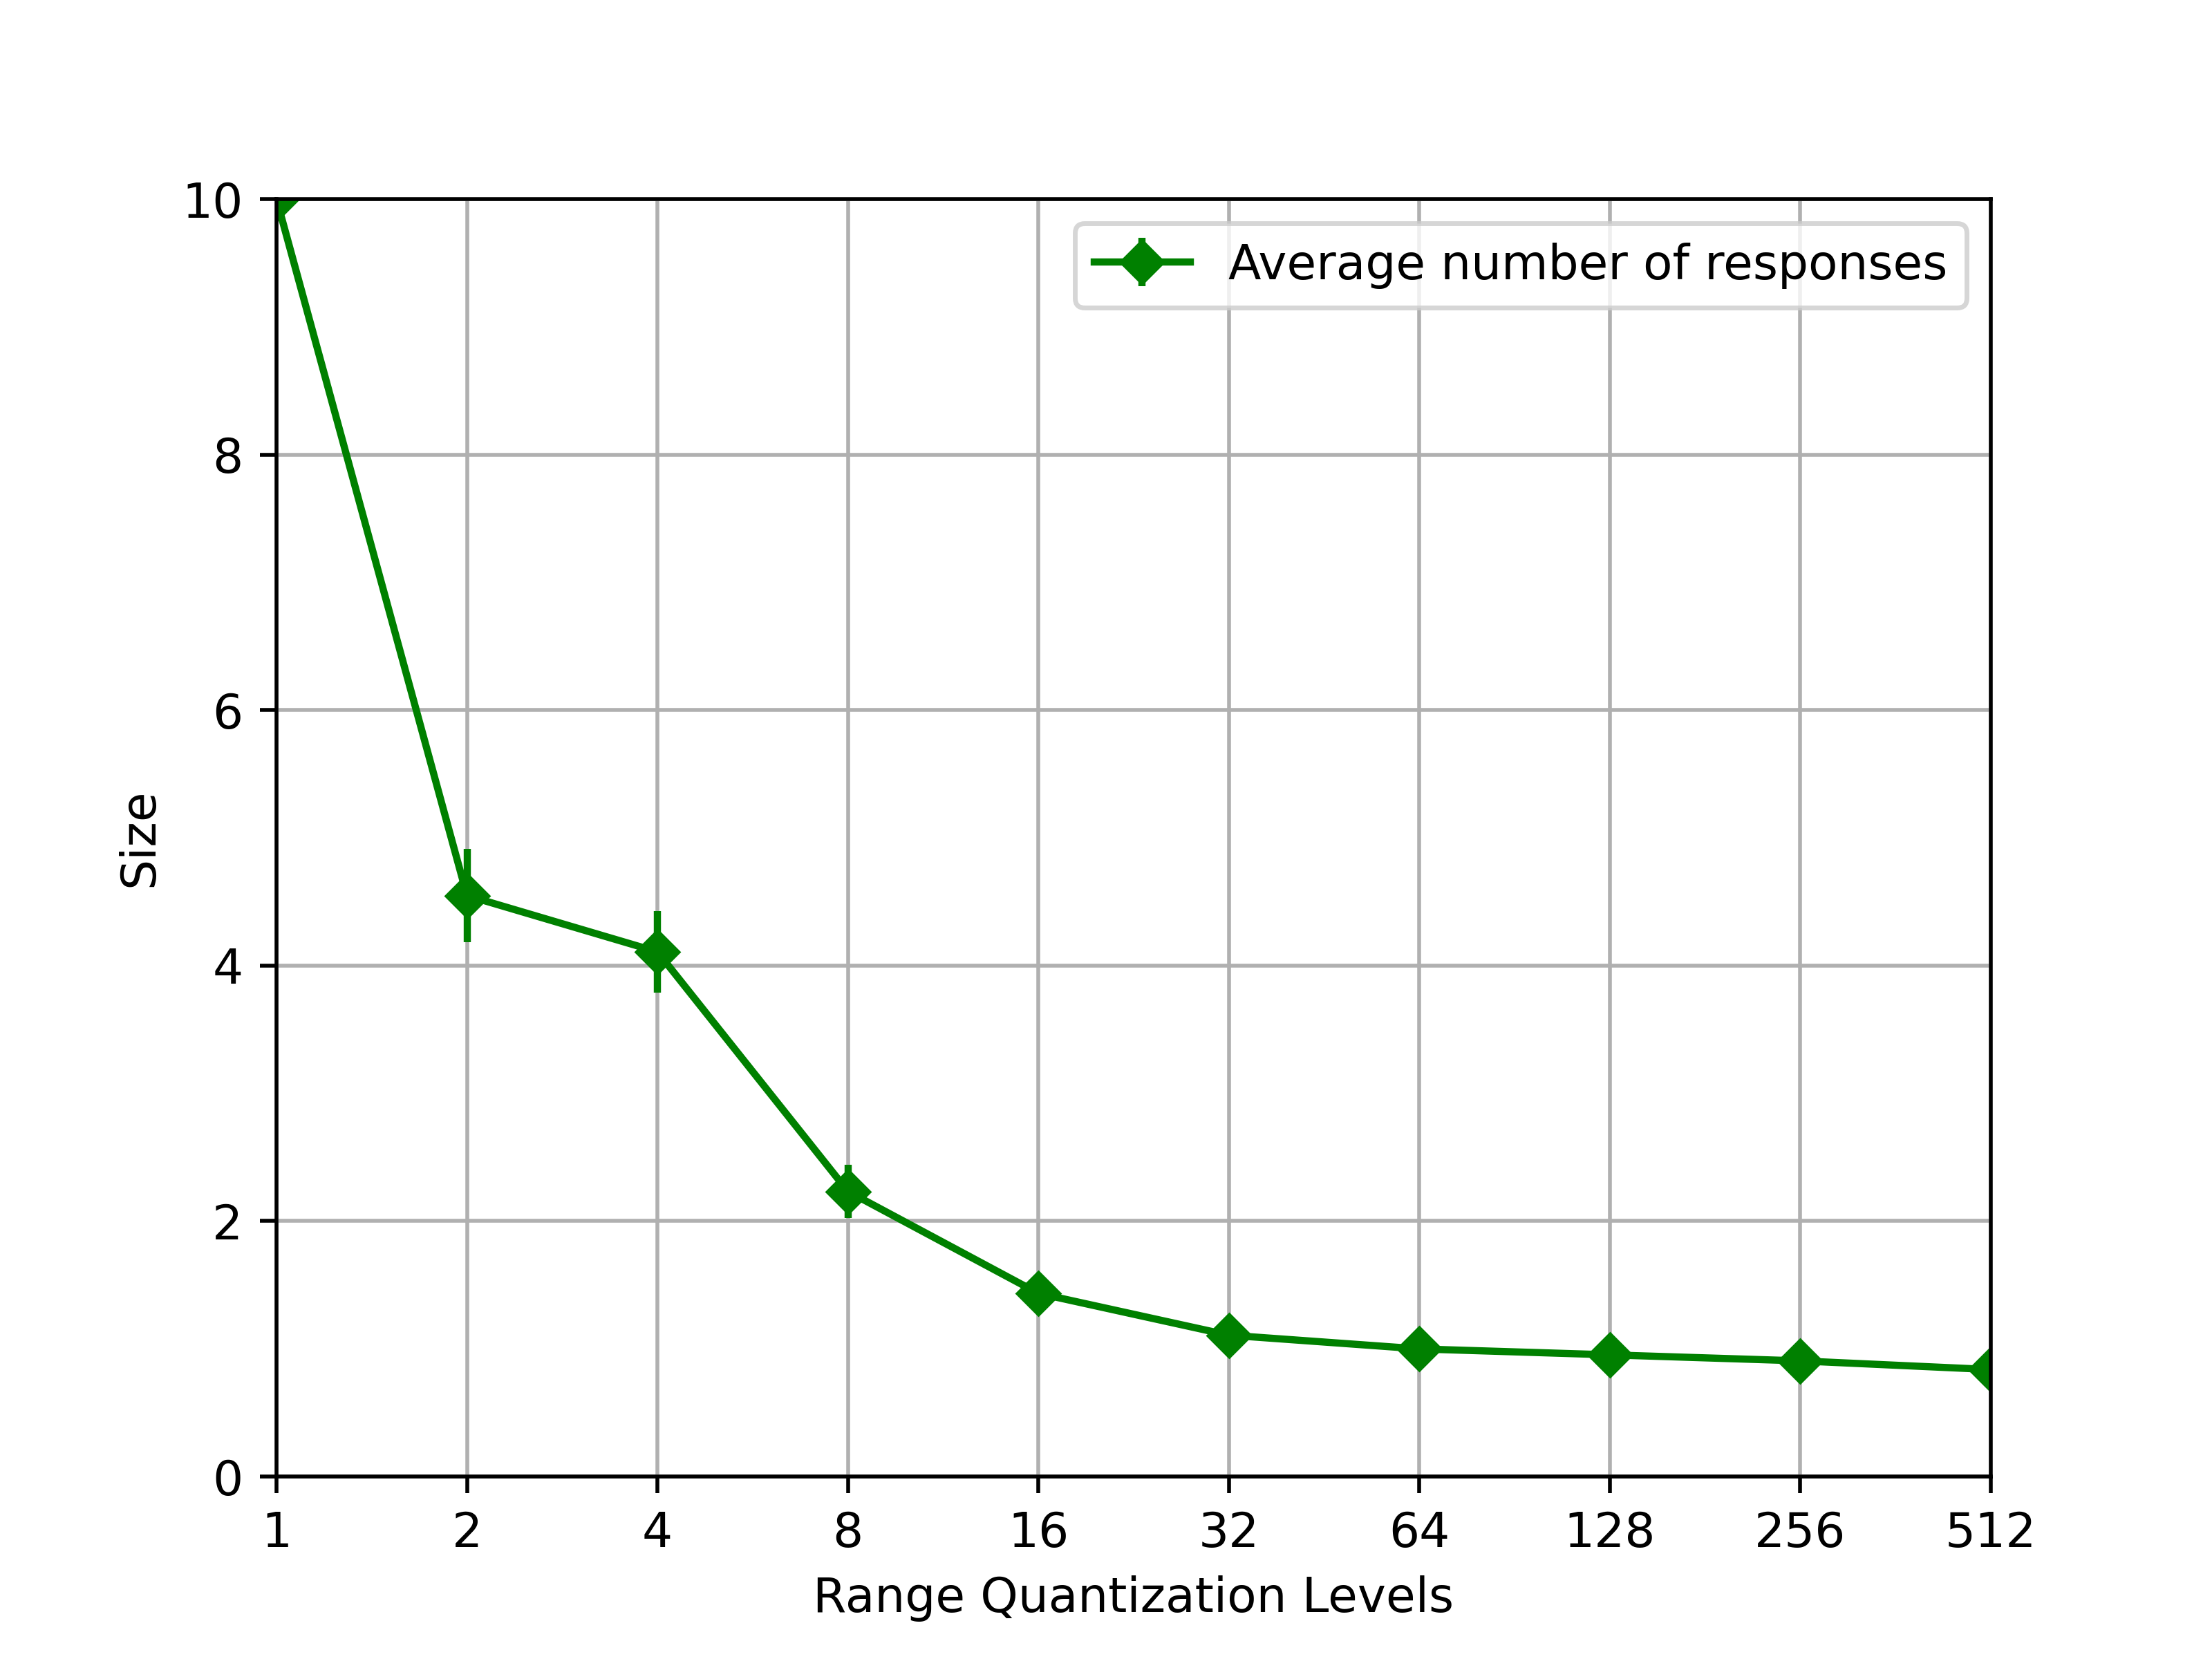 Average number of responses
10
8
6
4
2
0
Size
1 2 4 8 16 32 64 128 256 512
Range Quantization Levels